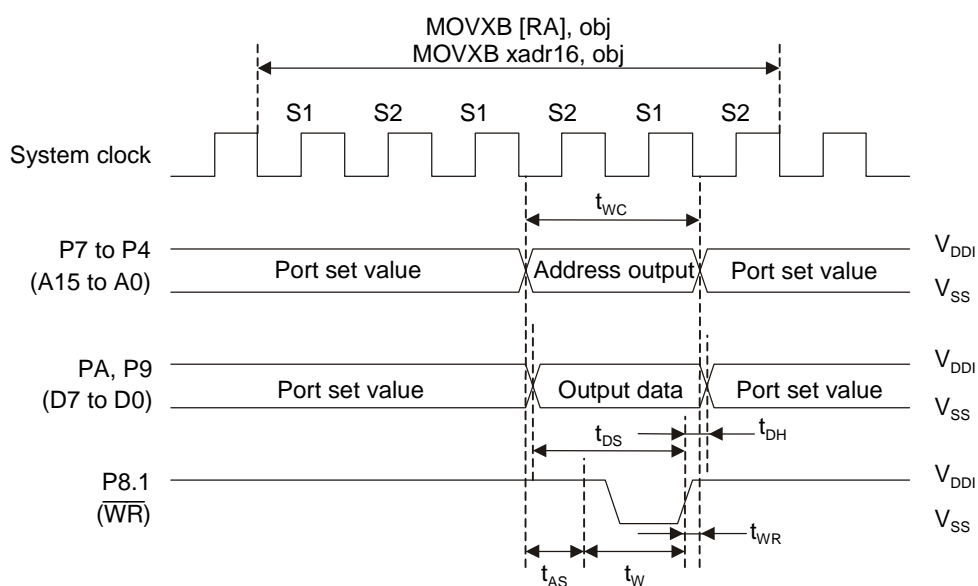 MOVXB [RA], obj
MOVXB xadr16, obj
S1 S2 S1 S2 S1 S2
System clock
tWC
P7 to P4
(A15 to A0)
Port set value Address output Port set value
VDDI
VSS
PA, P9
(D7 to D0)
Port set value Output data Port set value
VDDI
VSS
tDS
tDH
P8.1
(WR)
VDDI
VSS
tWR
tAS tW